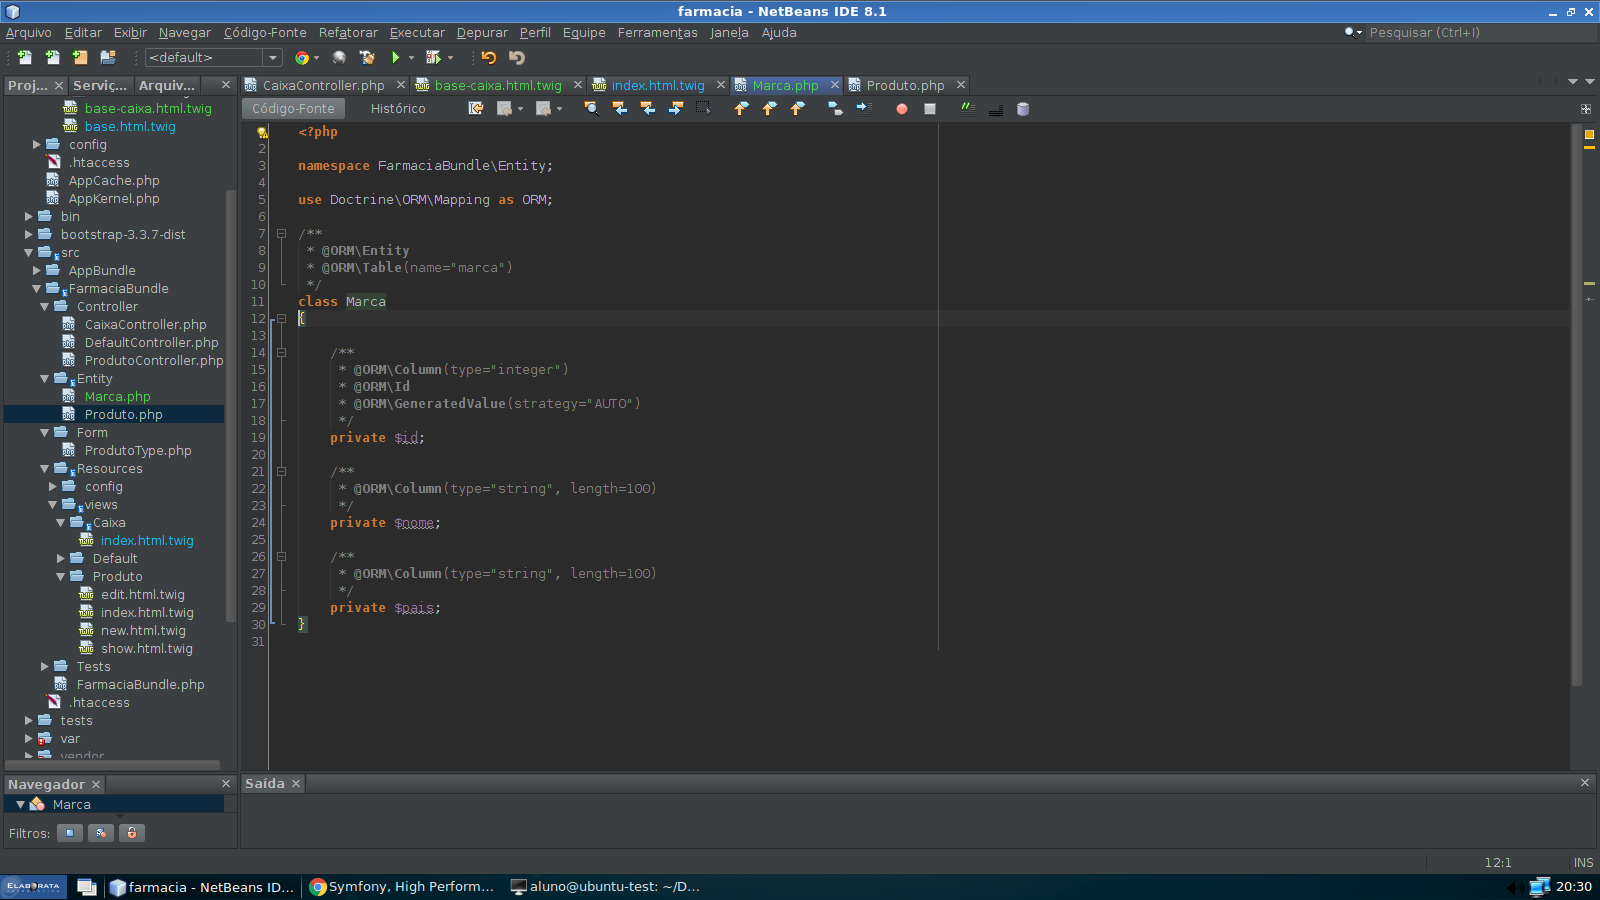 farmacia - NetBeans IDE 8.1
Arquivo Editar Exibir Navegar Código-Fonte Refatorar Executar Depurar Perfil Equipe Ferramentas Janela Ajuda
Pesquisar (Ctrl+I)
<default>
Proj... Serviç... Arquiv...
CaixaController.php base-caixa.html.twig index.html.twig Marca.php Produto.php
Código-Fonte Histórico
base-caixa.html.twig
base.html.twig
config
.htaccess
AppCache.php
AppKernel.php
bin
bootstrap-3.3.7-dist
src
AppBundle
FarmaciaBundle
Controller
CaixaController.php
DefaultController.php
ProdutoController.php
Entity
Marca.php
Produto.php
Form
ProdutoType.php
Resources
config
views
Caixa
index.html.twig
Default
Produto
edit.html.twig
index.html.twig
new.html.twig
show.html.twig
Tests
FarmaciaBundle.php
.htaccess
tests
var
vendor
<?php
2
3 namespace FarmaciaBundle\Entity;
4
5 use Doctrine\ORM\Mapping as ORM;
6
7 /**
8 * @ORM\Entity
9 * @ORM\Table(name="marca")
10 */
11 class Marca
12 {
13
14 /**
15 * @ORM\Column(type="integer")
16 * @ORM\Id
17 * @ORM\GeneratedValue(strategy="AUTO")
18 */
19 private $id;
20
21 /**
22 * @ORM\Column(type="string", length=100)
23 */
24 private $nome;
25
26 /**
27 * @ORM\Column(type="string", length=100)
28 */
29 private $pais;
30 }
31
Navegador
Marca
Filtros:
Saída
12:1 INS
ELABORATA
farmacia - NetBeans ID...
Symfony, High Perform...
aluno@ubuntu-test: ~/D...
20:30